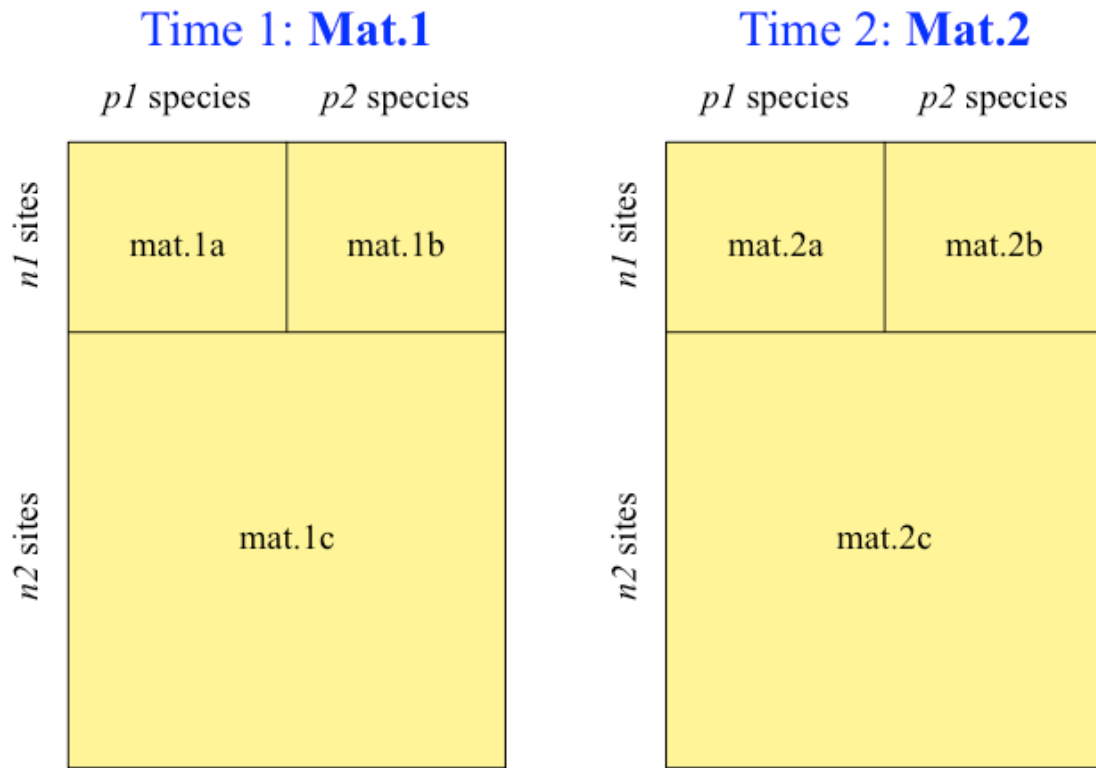 Time 1: Mat.1
Time 2: Mat.2
p1 species
p2 species
p1 species
p2 species
n1 sites
mat.1a
mat.1b
n1 sites
mat.2a
mat.2b
n2 sites
mat.1c
n2 sites
mat.2c